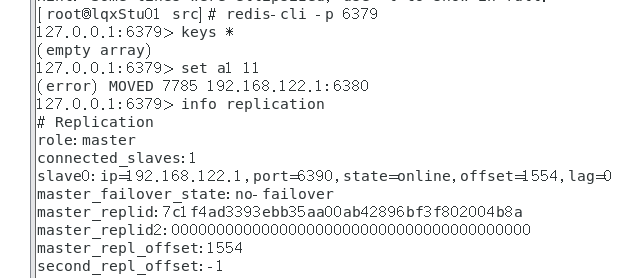 [root@lqxStu01 src]# redis-cli -p 6379
127.0.0.1:6379> keys *
(empty array)
127.0.0.1:6379> set a1 11
(error) MOVED 7785 192.168.122.1:6380
127.0.0.1:6379> info replication
# Replication
role:master
connected_slaves:1
slave0:ip=192.168.122.1,port=6390,state=online,offset=1554,lag=0
master_failover_state:no-failover
master_replid:7c1f4ad3393ebb35aa00ab42896bf3f802004b8a
master_replid2:0000000000000000000000000000000000000000
master_repl_offset:1554
second_repl_offset:-1